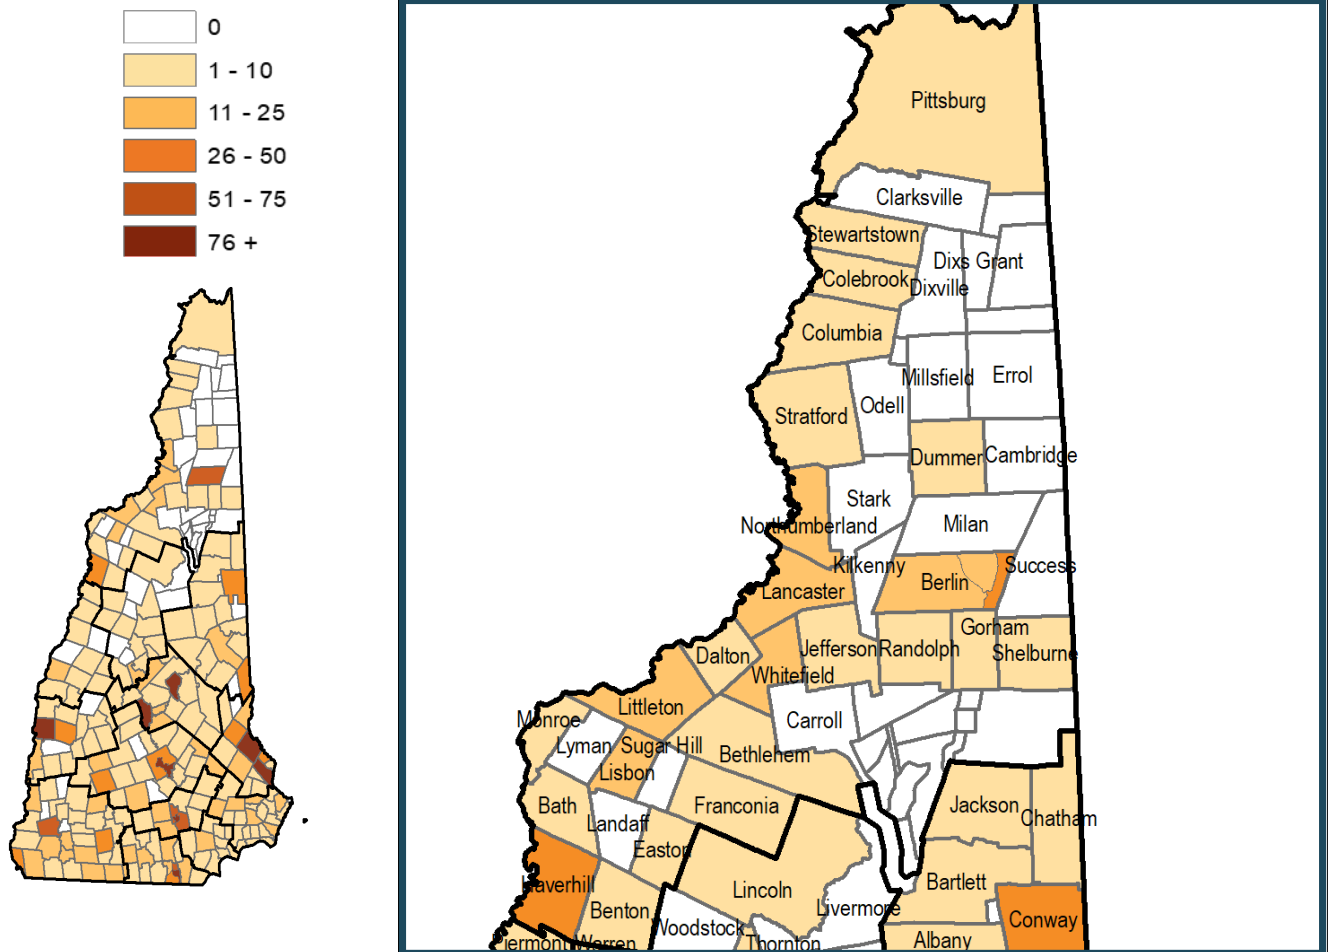 0
1 - 10
11 - 25
26 - 50
51 - 75
76 +
Pittsburg
Clarksville
Stewartstown
Dixs Grant
Colebrook
Dixville
Columbia
Millsfield
Errol
Odell
Stratford
Dummer
Cambridge
Stark
Northumberland
Milan
Kilkenny
Success
Berlin
Lancaster
Gorham
Jefferson
Randolph
Shelburne
Dalton
Whitefield
Littleton
Monroe
Carroll
Lyman
Sugar Hill
Bethlehem
Lisbon
Bath
Franconia
Jackson
Landaff
Chatham
Easton
Haverhill
Lincoln
Bartlett
Benton
Livermore
Conway
Woodstock
Piermont
Warren
Thornton
Albany